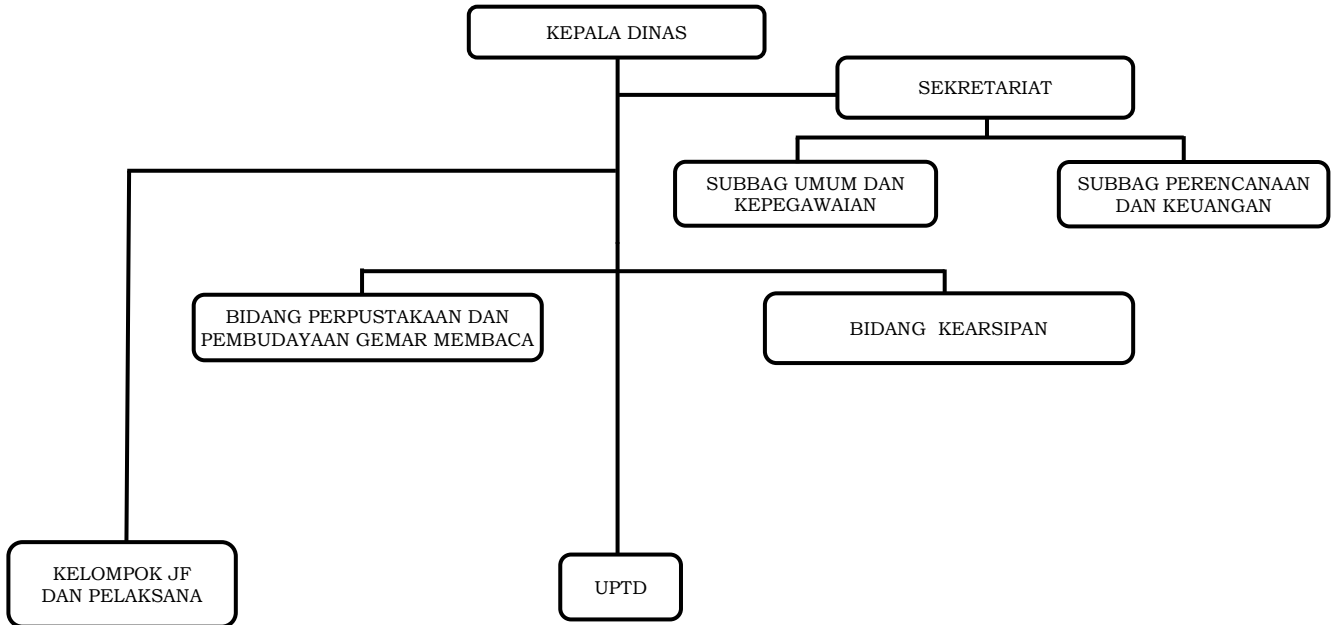 KEPALA DINAS
SEKRETARIAT
SUBBAG UMUM DAN
KEPEGAWAIAN
SUBBAG PERENCANAAN
DAN KEUANGAN
BIDANG PERPUSTAKAAN DAN
PEMBUDAYAAN GEMAR MEMBACA
BIDANG KEARSIPAN
KELOMPOK JF
DAN PELAKSANA
UPTD